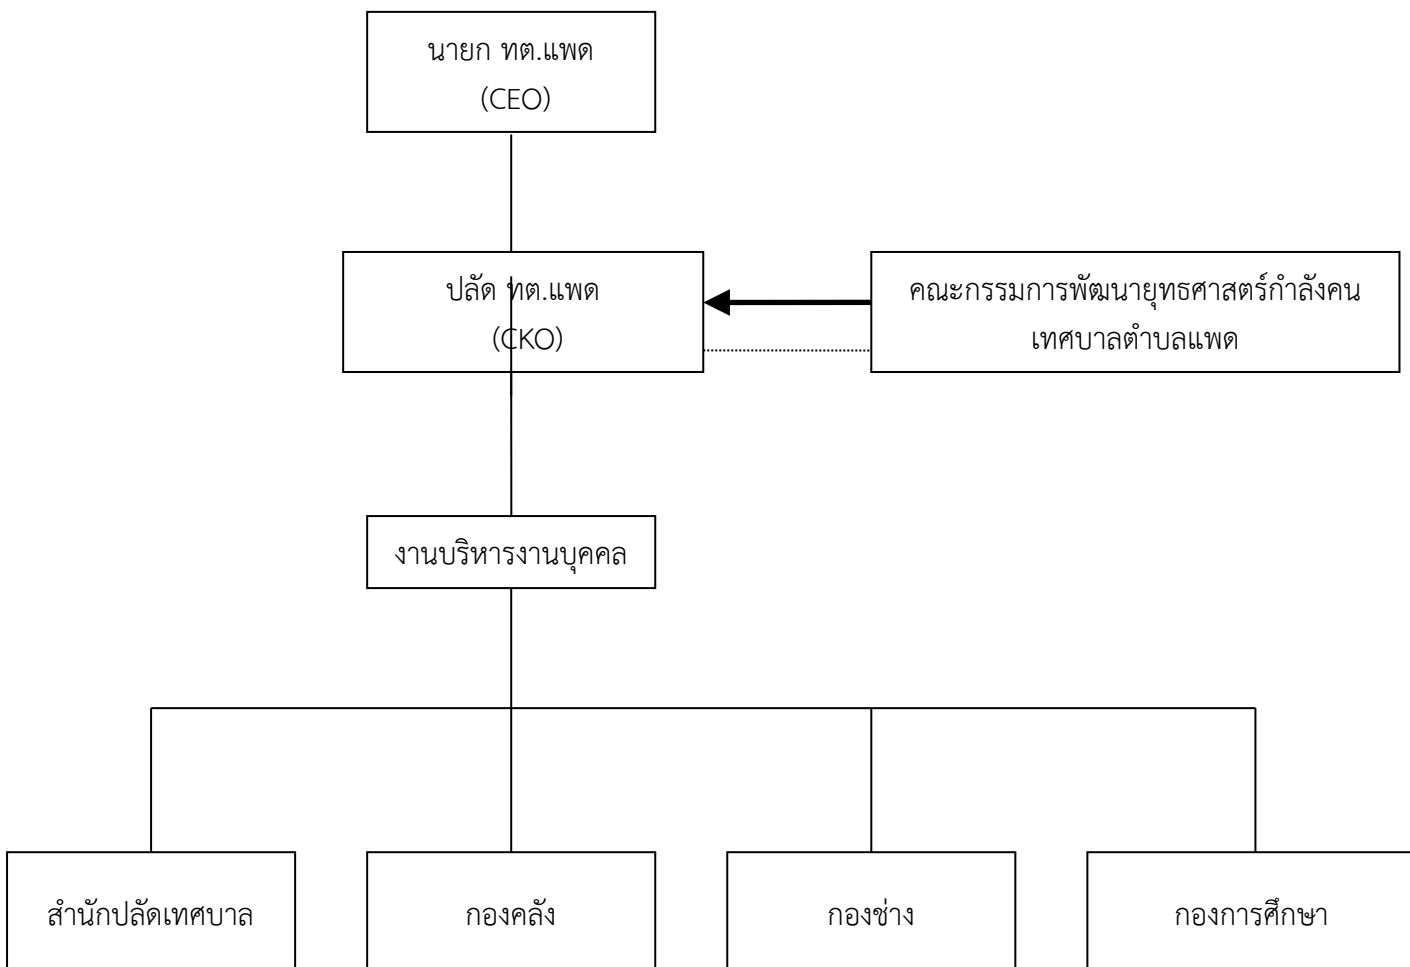 นายก ทต.แพด
(CEO)
ปลัด ทต.แพด
(CKO)
คณะกรรมการพัฒนายุทธศาสตร์กำลังคน
เทศบาลตำบลแพด
งานบริหารงานบุคคล
สำนักปลัดเทศบาล
กองคลัง
กองช่าง
กองการศึกษา